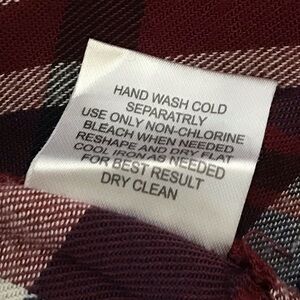 HAND WASH COLD
SEPARATRLY
USE ONLY NON-CHLORINE
BLEACH WHEN NEEDED
RESHAPE AND DRY FLAT
COOL IRON AS NEEDED
FOR BEST RESULT
DRY CLEAN